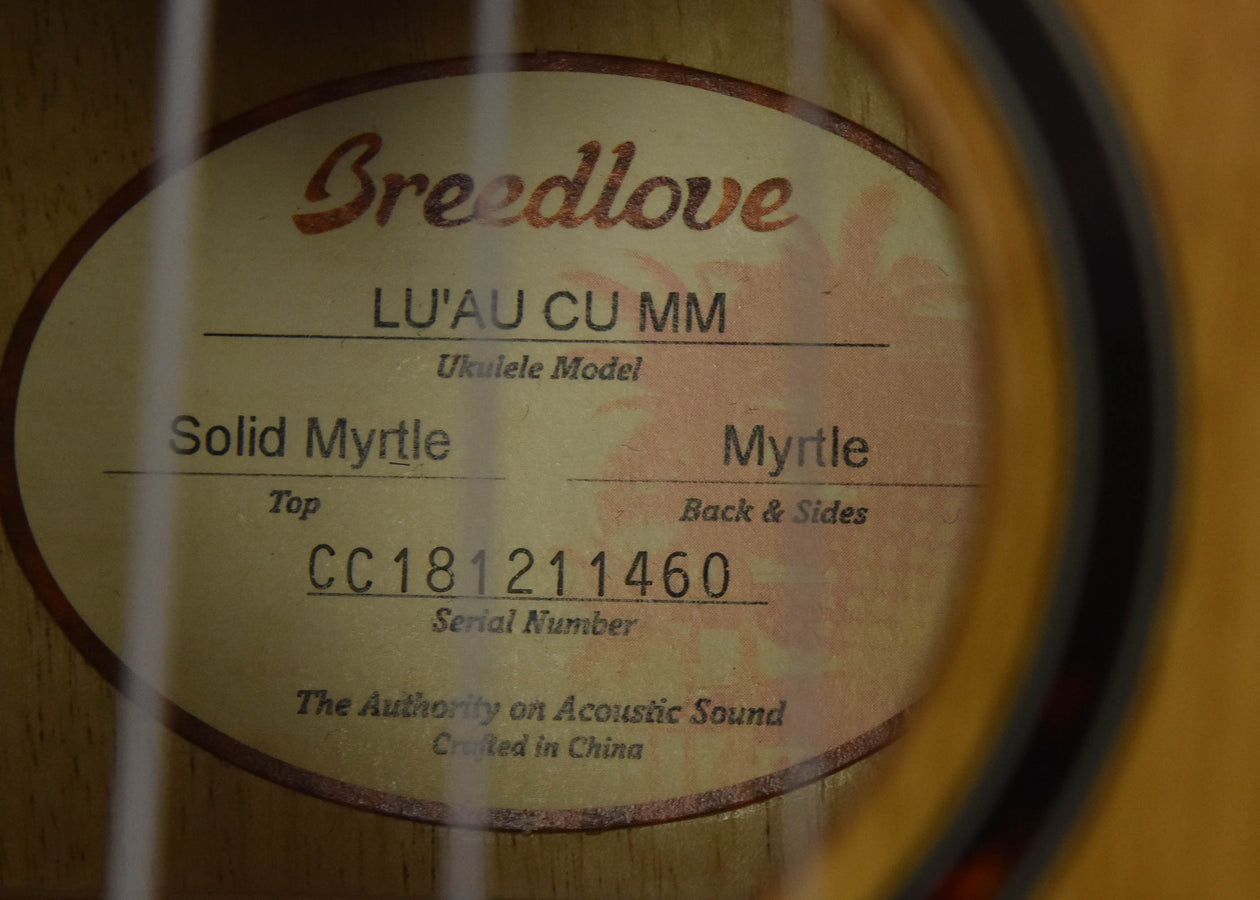 Breedlove
LU'AU CU MM
Ukulele Model
Solid Myrtle Myrtle
Top Back & Sides
CC181211460
Serial Number
The Authority on Acoustic Sound
Crafted in China